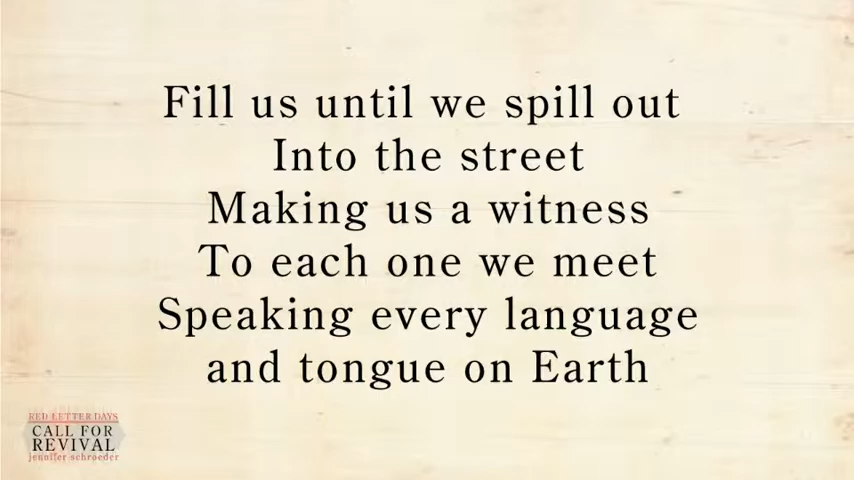 Fill us until we spill out
Into the street
Making us a witness
To each one we meet
Speaking every language
and tongue on Earth
RED LETTER DAYS
CALL FOR
REVIVAL
jennifer schroeder